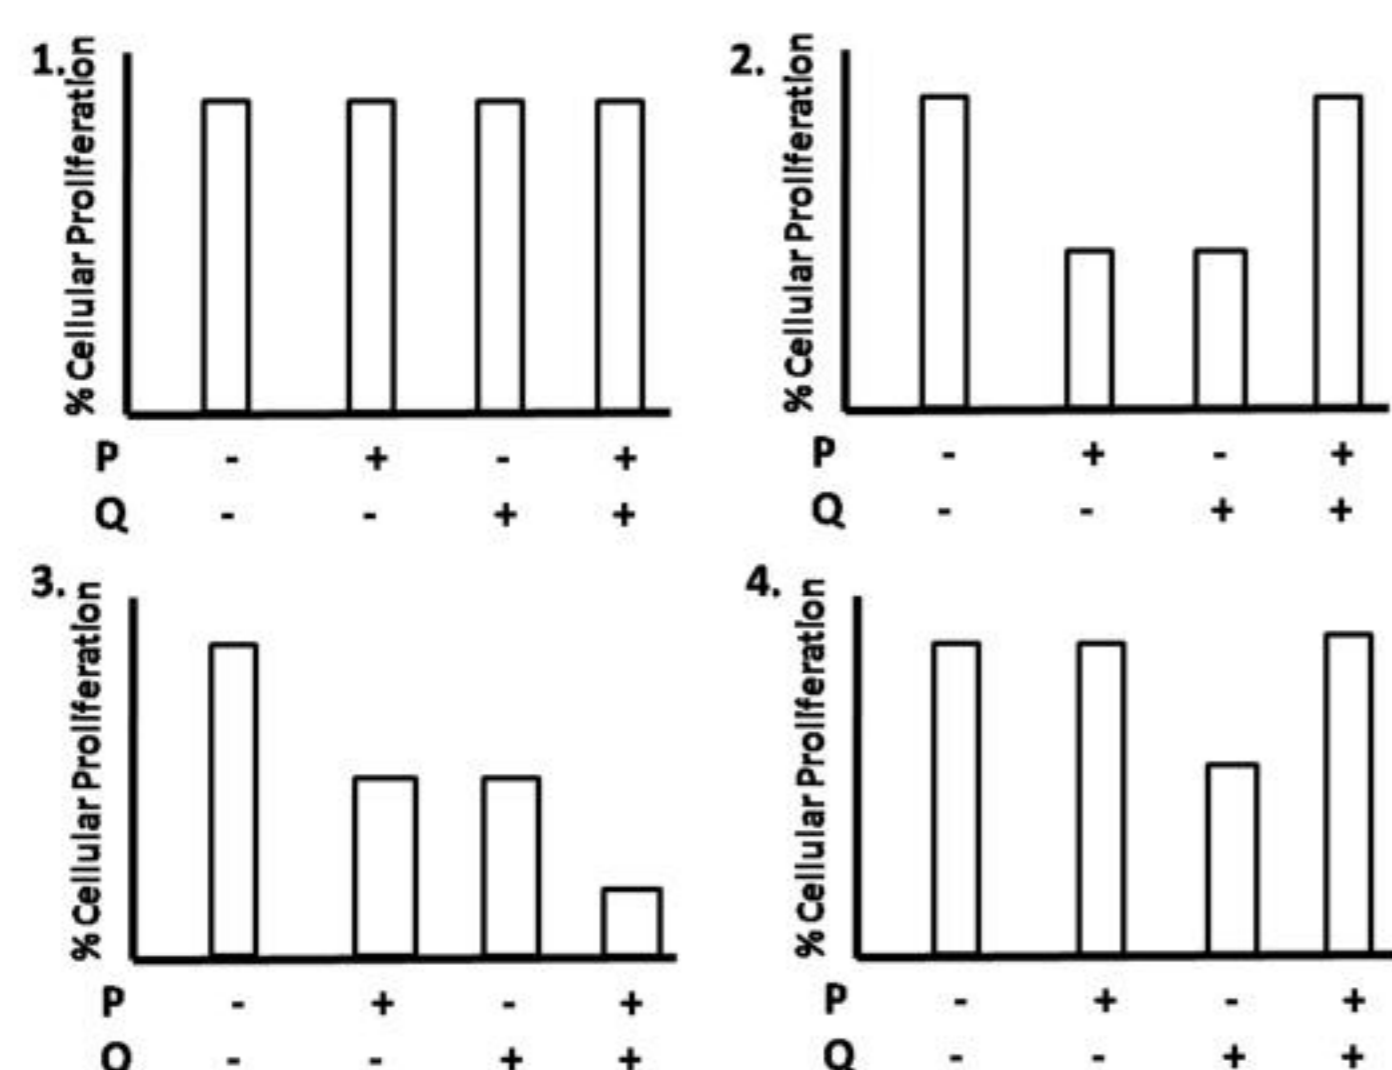 1.
% Cellular Proliferation
P - + - +
Q - - + +
2.
% Cellular Proliferation
P - + - +
Q - - + +
3.
% Cellular Proliferation
P - + - +
Q - - + +
4.
% Cellular Proliferation
P - + - +
Q - - + +